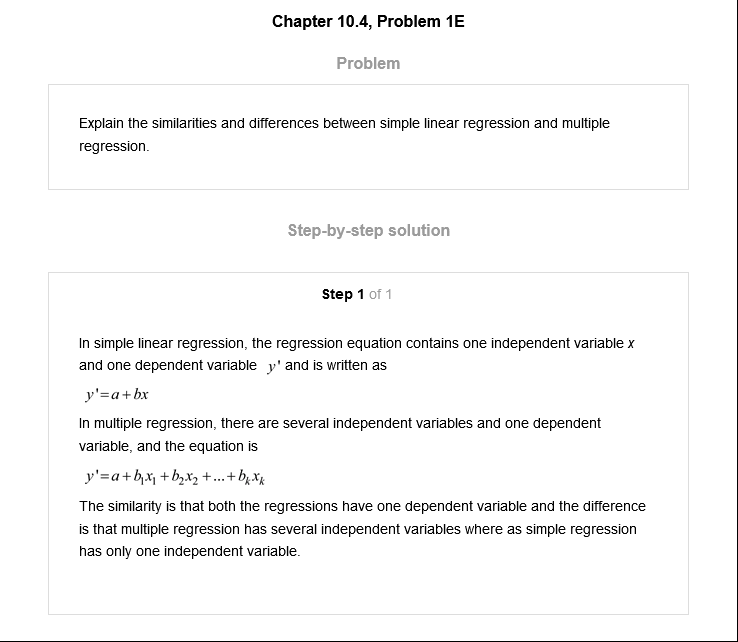 Chapter 10.4, Problem 1E
Problem
Explain the similarities and differences between simple linear regression and multiple
regression.
Step-by-step solution
Step 1 of 1
In simple linear regression, the regression equation contains one independent variable x
and one dependent variable y' and is written as
y'=a+bx
In multiple regression, there are several independent variables and one dependent
variable, and the equation is
y'=a+b₁x₁+b₂x₂+...+bₖxₖ
The similarity is that both the regressions have one dependent variable and the difference
is that multiple regression has several independent variables where as simple regression
has only one independent variable.